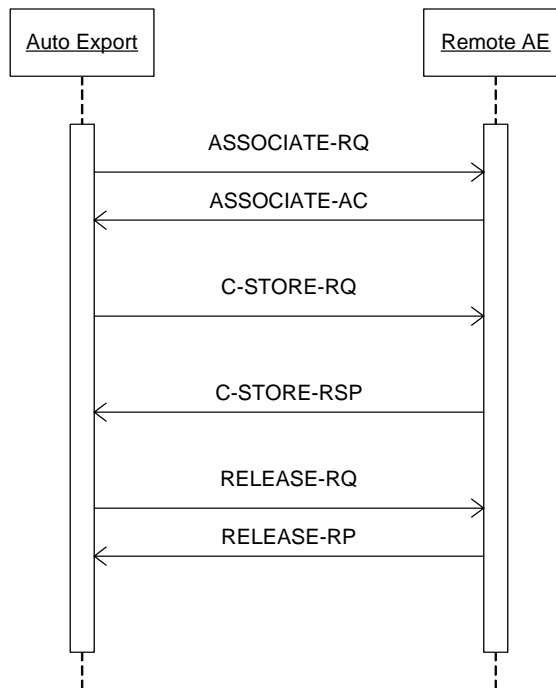 Auto Export
Remote AE
ASSOCIATE-RQ
ASSOCIATE-AC
C-STORE-RQ
C-STORE-RSP
RELEASE-RQ
RELEASE-RP